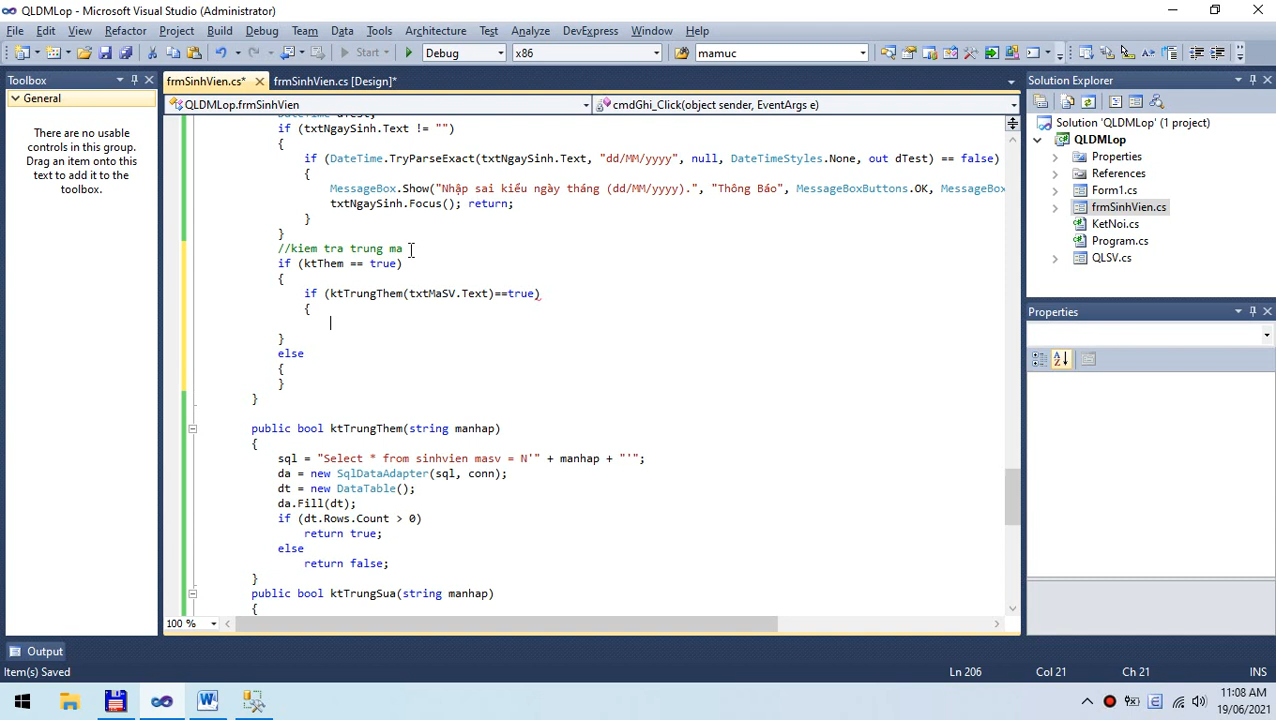 QLDMLop - Microsoft Visual Studio (Administrator)
File Edit View Refactor Project Build Debug Team Data Tools Architecture Test Analyze DevExpress Window Help
Start Debug x86 mamuc
Toolbox
General
There are no usable
controls in this group.
Drag an item onto this
text to add it to the
toolbox.
frmSinhVien.cs* frmSinhVien.cs [Design]*
QLDMLop.frmSinhVien cmdGhi_Click(object sender, EventArgs e)
DateTime dTest;
if (txtNgaySinh.Text != "")
{
if (DateTime.TryParseExact(txtNgaySinh.Text, "dd/MM/yyyy", null, DateTimeStyles.None, out dTest) == false)
{
MessageBox.Show("Nhập sai kiểu ngày tháng (dd/MM/yyyy).", "Thông Báo", MessageBoxButtons.OK, MessageBox
txtNgaySinh.Focus(); return;
}
}
//kiem tra trung ma
if (ktThem == true)
{
if (ktTrungThem(txtMaSV.Text)==true)
{
}
else
{
}
}
public bool ktTrungThem(string manhap)
{
sql = "Select * from sinhvien masv = N'" + manhap + "'";
da = new SqlDataAdapter(sql, conn);
dt = new DataTable();
da.Fill(dt);
if (dt.Rows.Count > 0)
return true;
else
return false;
}
public bool ktTrungSua(string manhap)
{
100 %
Solution Explorer
Solution 'QLDMLop' (1 project)
QLDMLop
Properties
References
Form1.cs
frmSinhVien.cs
KetNoi.cs
Program.cs
QLSV.cs
Properties
Output
Item(s) Saved Ln 206 Col 21 Ch 21 INS
11:08 AM
19/06/2021